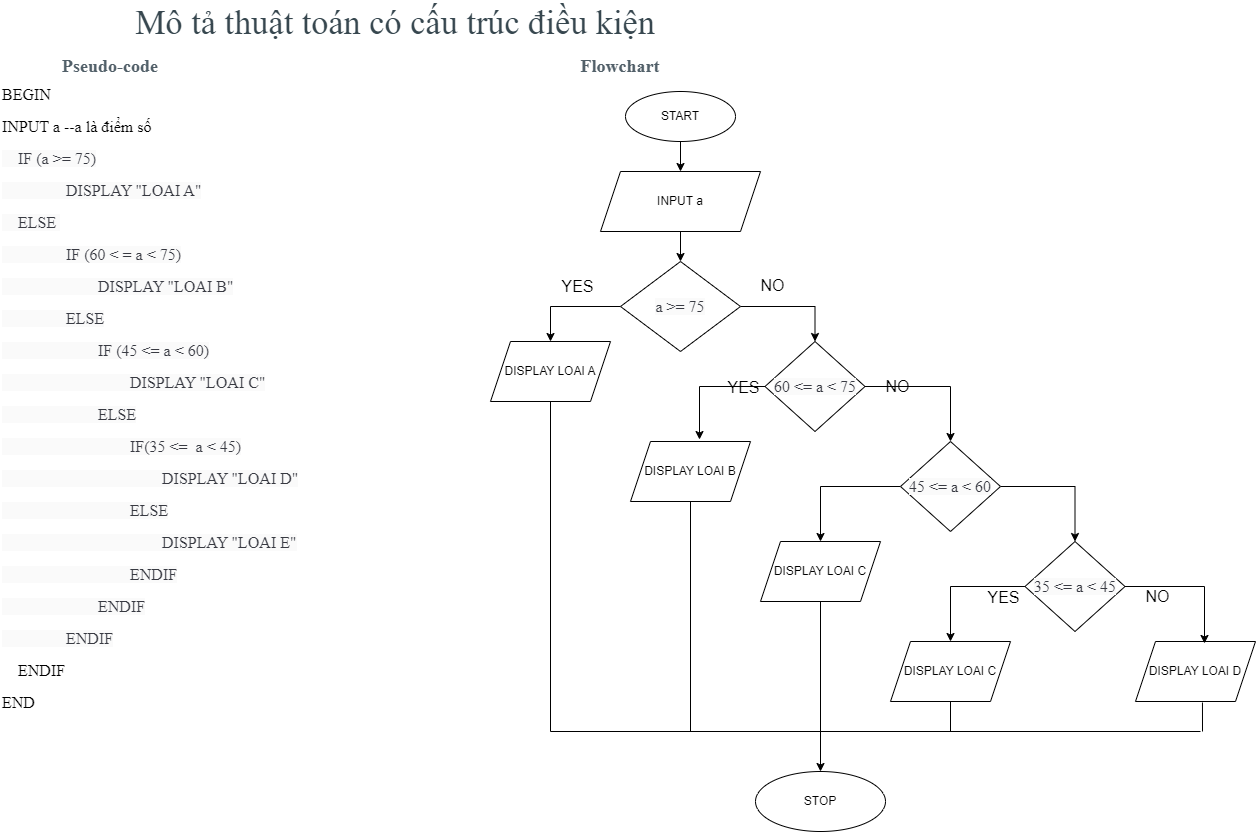 Mô tả thuật toán có cấu trúc điều kiện
Pseudo-code
BEGIN
INPUT a --a là điểm số
IF (a >= 75)
DISPLAY "LOAI A"
ELSE
IF (60 < = a < 75)
DISPLAY "LOAI B"
ELSE
IF (45 <= a < 60)
DISPLAY "LOAI C"
ELSE
IF(35 <= a < 45)
DISPLAY "LOAI D"
ELSE
DISPLAY "LOAI E"
ENDIF
ENDIF
ENDIF
ENDIF
END
Flowchart
START
INPUT a
YES
NO
a >= 75
DISPLAY LOAI A
YES
60 <= a < 75
NO
DISPLAY LOAI B
45 <= a < 60
DISPLAY LOAI C
YES
35 <= a < 45
NO
DISPLAY LOAI C
DISPLAY LOAI D
STOP